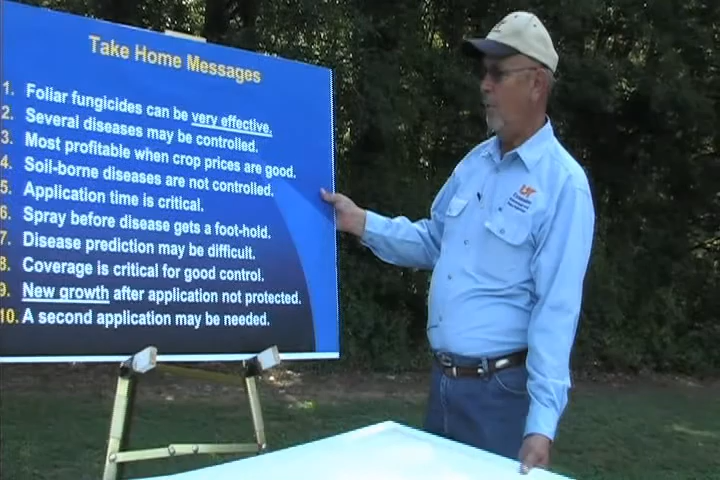 Take Home Messages
1. Foliar fungicides can be very effective.
2. Several diseases may be controlled.
3. Most profitable when crop prices are good.
4. Soil-borne diseases are not controlled.
5. Application time is critical.
6. Spray before disease gets a foot-hold.
7. Disease prediction may be difficult.
8. Coverage is critical for good control.
9. New growth after application not protected.
10. A second application may be needed.
UT